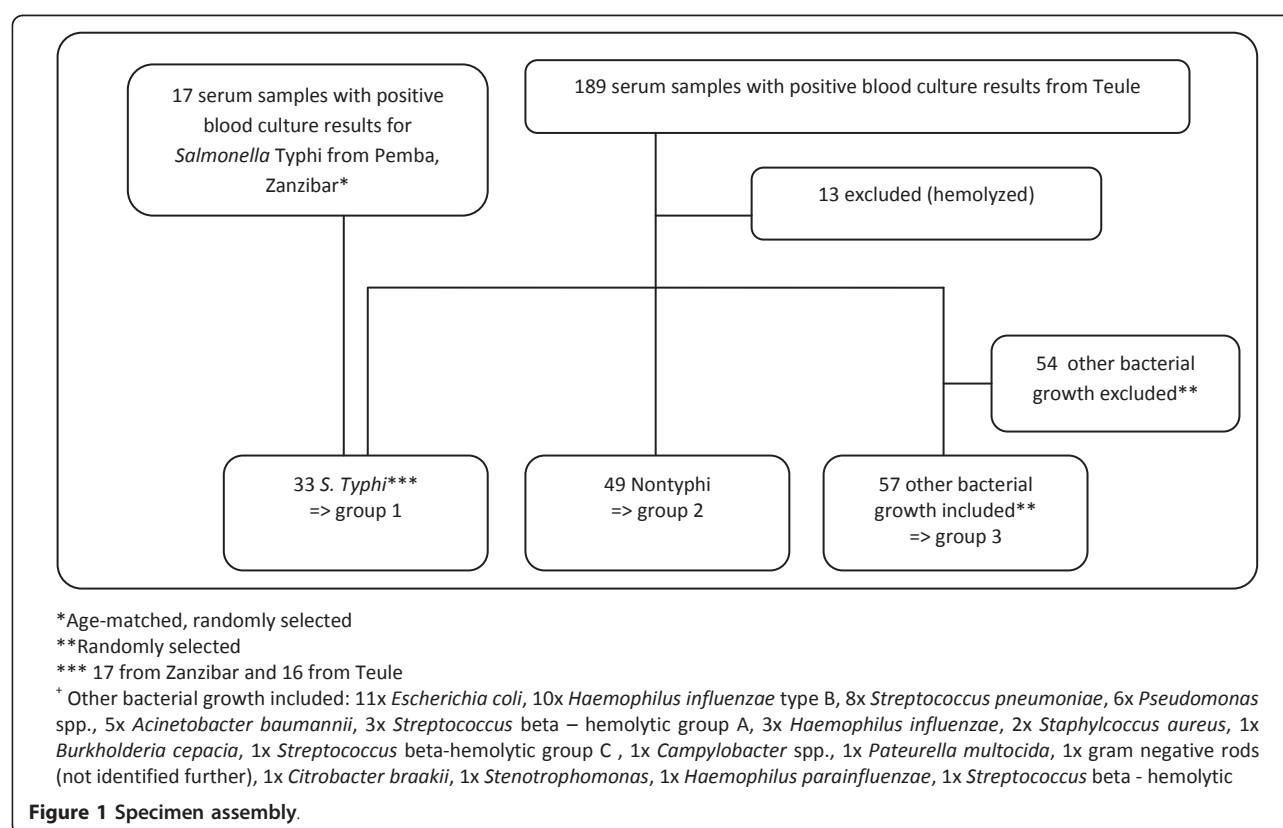 17 serum samples with positive
blood culture results for
Salmonella Typhi from Pemba,
Zanzibar*
189 serum samples with positive blood culture results from Teule
13 excluded (hemolyzed)
54 other bacterial
growth excluded**
33 S. Typhi***
=> group 1
49 Nontyphi
=> group 2
57 other bacterial
growth included**
=> group 3
*Age-matched, randomly selected
**Randomly selected
*** 17 from Zanzibar and 16 from Teule
+ Other bacterial growth included: 11x Escherichia coli, 10x Haemophilus influenzae type B, 8x Streptococcus pneumoniae, 6x Pseudomonas
spp., 5x Acinetobacter baumannii, 3x Streptococcus beta – hemolytic group A, 3x Haemophilus influenzae, 2x Staphylcoccus aureus, 1x
Burkholderia cepacia, 1x Streptococcus beta-hemolytic group C , 1x Campylobacter spp., 1x Pateurella multocida, 1x gram negative rods
(not identified further), 1x Citrobacter braakii, 1x Stenotrophomonas, 1x Haemophilus parainfluenzae, 1x Streptococcus beta - hemolytic
Figure 1 Specimen assembly.